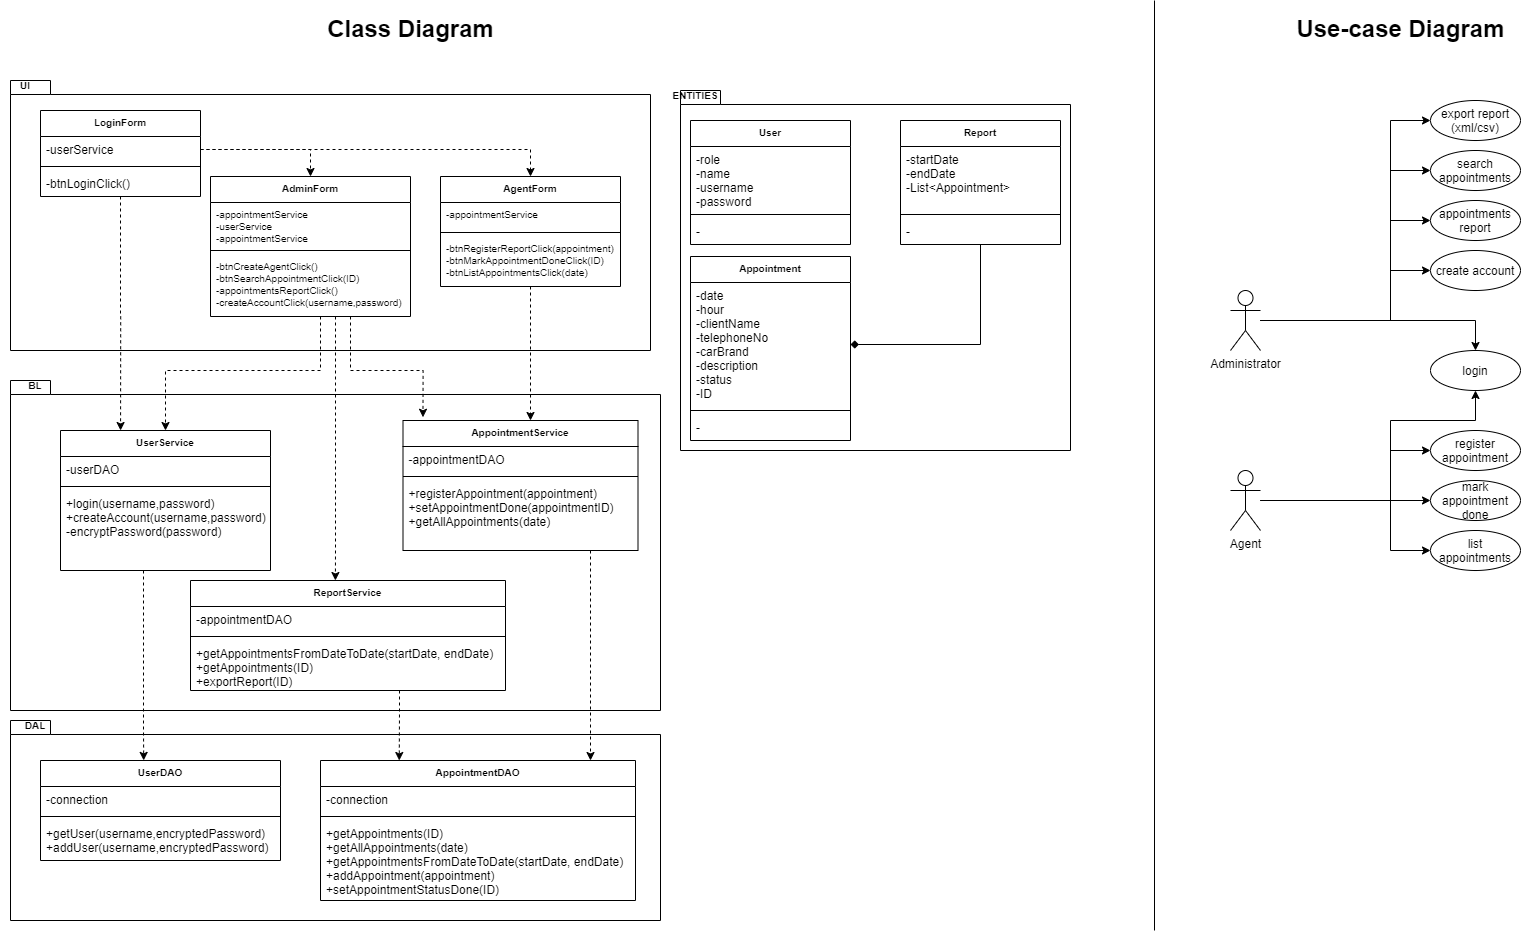 Class Diagram
UI
LoginForm
-userService
-btnLoginClick()
AdminForm
-appointmentService
-userService
-appointmentService
-btnCreateAgentClick()
-btnSearchAppointmentClick(ID)
-appointmentsReportClick()
-createAccountClick(username,password)
AgentForm
-appointmentService
-btnRegisterReportClick(appointment)
-btnMarkAppointmentDoneClick(ID)
-btnListAppointmentsClick(date)
BL
UserService
-userDAO
+login(username,password)
+createAccount(username,password)
-encryptPassword(password)
AppointmentService
-appointmentDAO
+registerAppointment(appointment)
+setAppointmentDone(appointmentID)
+getAllAppointments(date)
ReportService
-appointmentDAO
+getAppointmentsFromDateToDate(startDate, endDate)
+getAppointments(ID)
+exportReport(ID)
DAL
UserDAO
-connection
+getUser(username,encryptedPassword)
+addUser(username,encryptedPassword)
AppointmentDAO
-connection
+getAppointments(ID)
+getAllAppointments(date)
+getAppointmentsFromDateToDate(startDate, endDate)
+addAppointment(appointment)
+setAppointmentStatusDone(ID)
ENTITIES
User
-role
-name
-username
-password
-
Report
-startDate
-endDate
-List<Appointment>
-
Appointment
-date
-hour
-clientName
-telephoneNo
-carBrand
-description
-status
-ID
-
Use-case Diagram
export report
(xml/csv)
search
appointments
appointments
report
create account
Administrator
login
register
appointment
mark
appointment
done
Agent
list
appointments